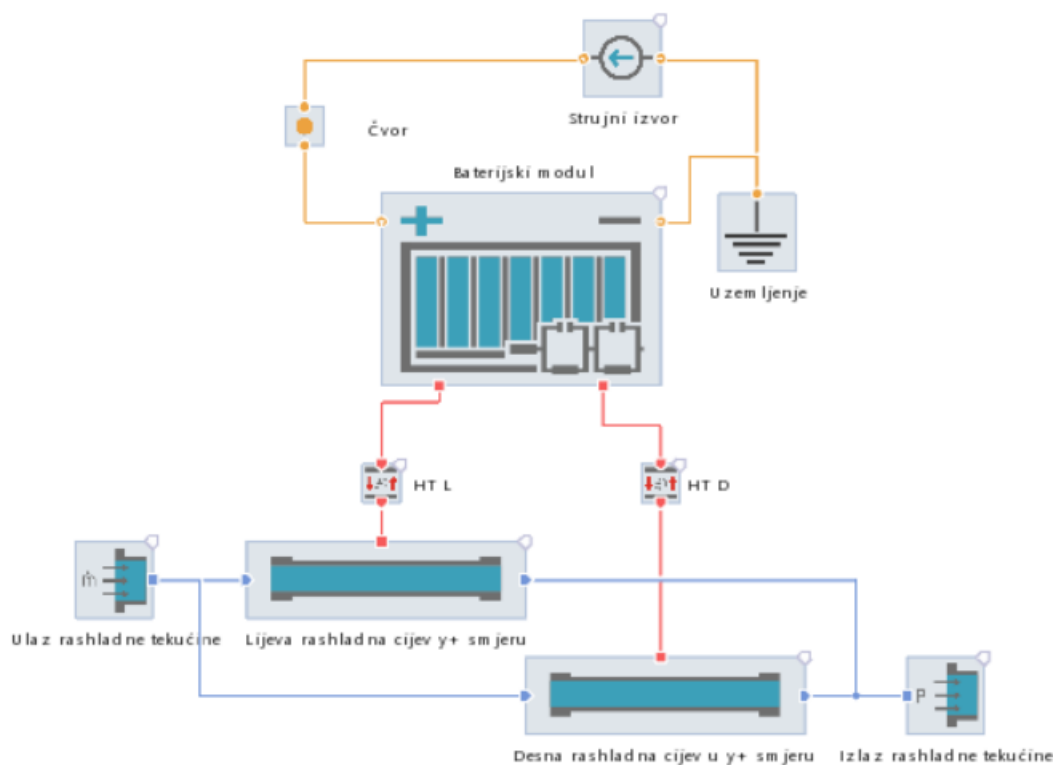 Strujni izvor
Čvor
Baterijski modul
Uzemljenje
HT L
HT D
ṁ
Ulaz rashladne tekućine
Lijeva rashladna cijev y+ smjeru
P
Desna rashladna cijev u y+ smjeru
Izlaz rashladne tekućine